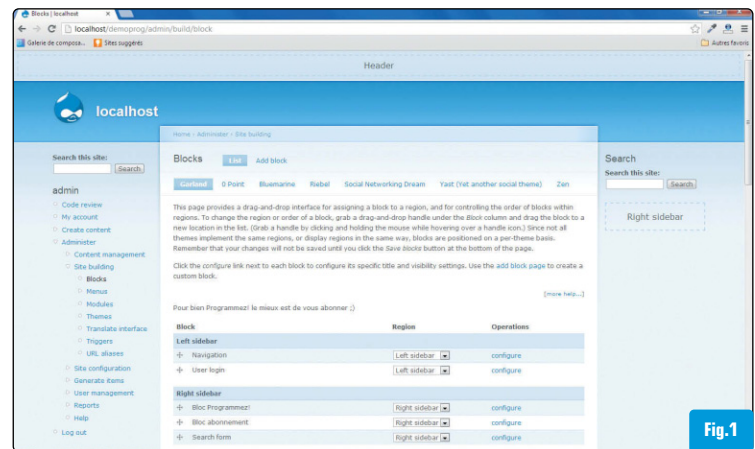 Blocks | localhost
localhost/demoprog/admin/build/block
Galerie de composa... Sites suggérés Autres favoris
Header
localhost
Home › Administer › Site building
Search this site:
Search
admin
Code review
My account
Create content
Administer
Content management
Site building
Blocks
Menus
Modules
Themes
Translate interface
Triggers
URL aliases
Site configuration
Generate items
User management
Reports
Help
Log out
Blocks List Add block
Garland 0 Point Bluemarine Riebel Social Networking Dream Yast (Yet another social theme) Zen
This page provides a drag-and-drop interface for assigning a block to a region, and for controlling the order of blocks within
regions. To change the region or order of a block, grab a drag-and-drop handle under the Block column and drag the block to a
new location in the list. (Grab a handle by clicking and holding the mouse while hovering over a handle icon.) Since not all
themes implement the same regions, or display regions in the same way, blocks are positioned on a per-theme basis.
Remember that your changes will not be saved until you click the Save blocks button at the bottom of the page.
Click the configure link next to each block to configure its specific title and visibility settings. Use the add block page to create a
custom block.
[more help...]
Pour bien Programmez! le mieux est de vous abonner ;)
Block Region Operations
Left sidebar
Navigation Left sidebar configure
User login Left sidebar configure
Right sidebar
Bloc Programmez! Right sidebar configure
Bloc abonnement Right sidebar configure
Search form Right sidebar configure
Search
Search this site:
Search
Right sidebar
Fig.1